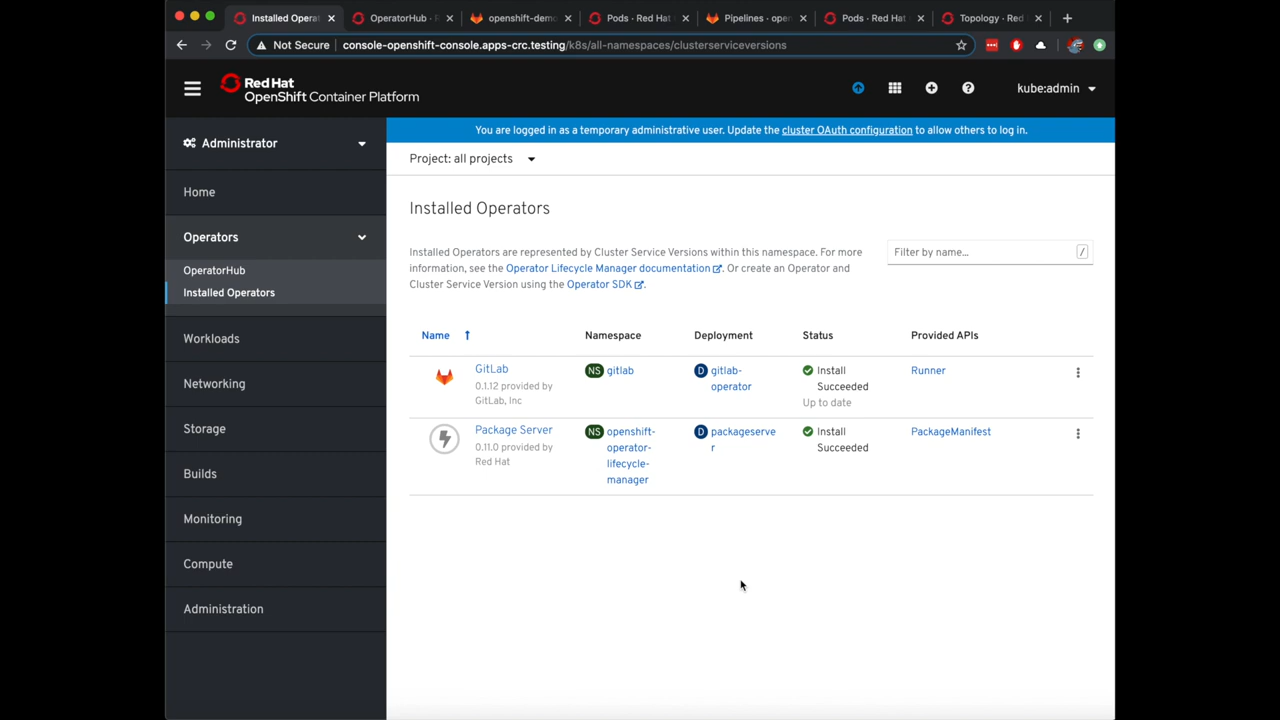 Installed Operat
OperatorHub · R
openshift-demo
Pods · Red Hat
Pipelines · open
Pods · Red Hat
Topology · Red
Not Secure
console-openshift-console.apps-crc.testing/k8s/all-namespaces/clusterserviceversions
Red Hat
OpenShift Container Platform
kube:admin
Administrator
Home
Operators
OperatorHub
Installed Operators
Workloads
Networking
Storage
Builds
Monitoring
Compute
Administration
You are logged in as a temporary administrative user. Update the cluster OAuth configuration to allow others to log in.
Project: all projects
Installed Operators
Installed Operators are represented by Cluster Service Versions within this namespace. For more
information, see the Operator Lifecycle Manager documentation. Or create an Operator and
Cluster Service Version using the Operator SDK.
Filter by name...
/
Name
Namespace
Deployment
Status
Provided APIs
GitLab
0.1.12 provided by
GitLab, Inc
NS gitlab
D gitlab-
operator
Install
Succeeded
Up to date
Runner
Package Server
0.11.0 provided by
Red Hat
NS openshift-
operator-
lifecycle-
manager
D packageserve
r
Install
Succeeded
PackageManifest